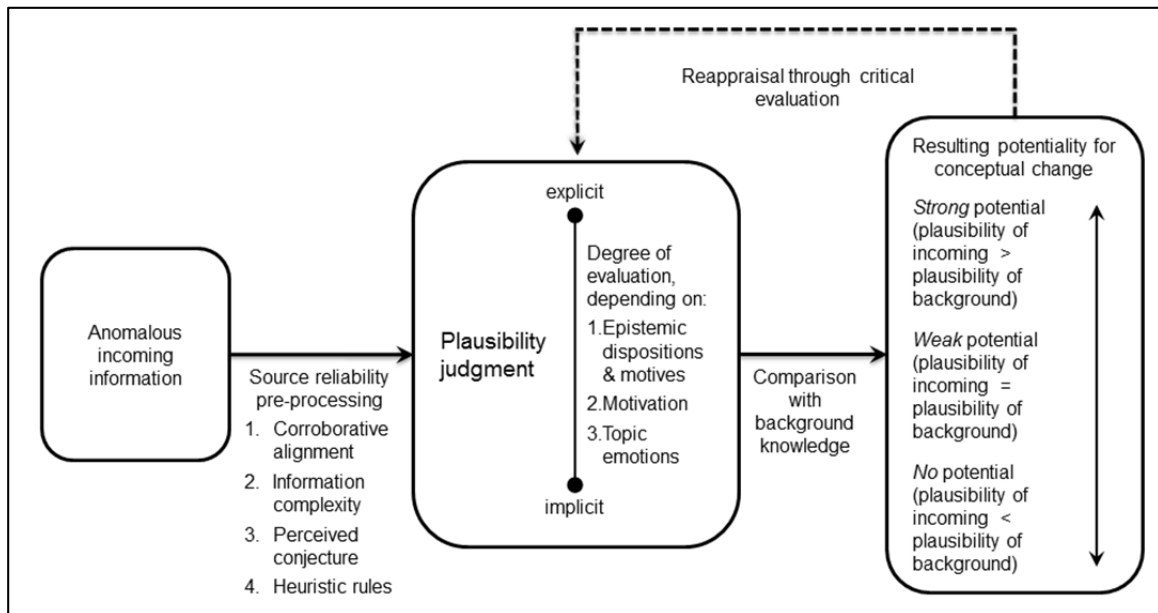 Reappraisal through critical
evaluation
Anomalous
incoming
information
Source reliability
pre-processing
1. Corroborative
alignment
2. Information
complexity
3. Perceived
conjecture
4. Heuristic rules
Plausibility
judgment
explicit
Degree of
evaluation,
depending on:
1.Epistemic
dispositions
& motives
2.Motivation
3.Topic
emotions
implicit
Comparison
with
background
knowledge
Resulting potentiality for
conceptual change
Strong potential
(plausibility of
incoming >
plausibility of
background)
Weak potential
(plausibility of
incoming =
plausibility of
background)
No potential
(plausibility of
incoming <
plausibility of
background)